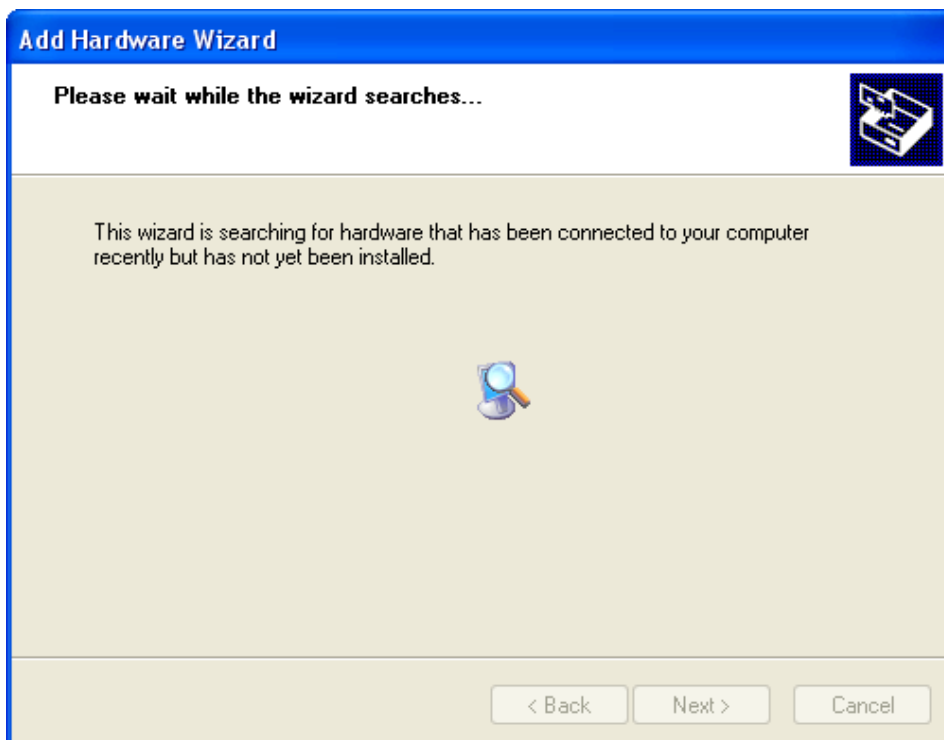 Add Hardware Wizard
Please wait while the wizard searches...
This wizard is searching for hardware that has been connected to your computer
recently but has not yet been installed.
< Back Next > Cancel